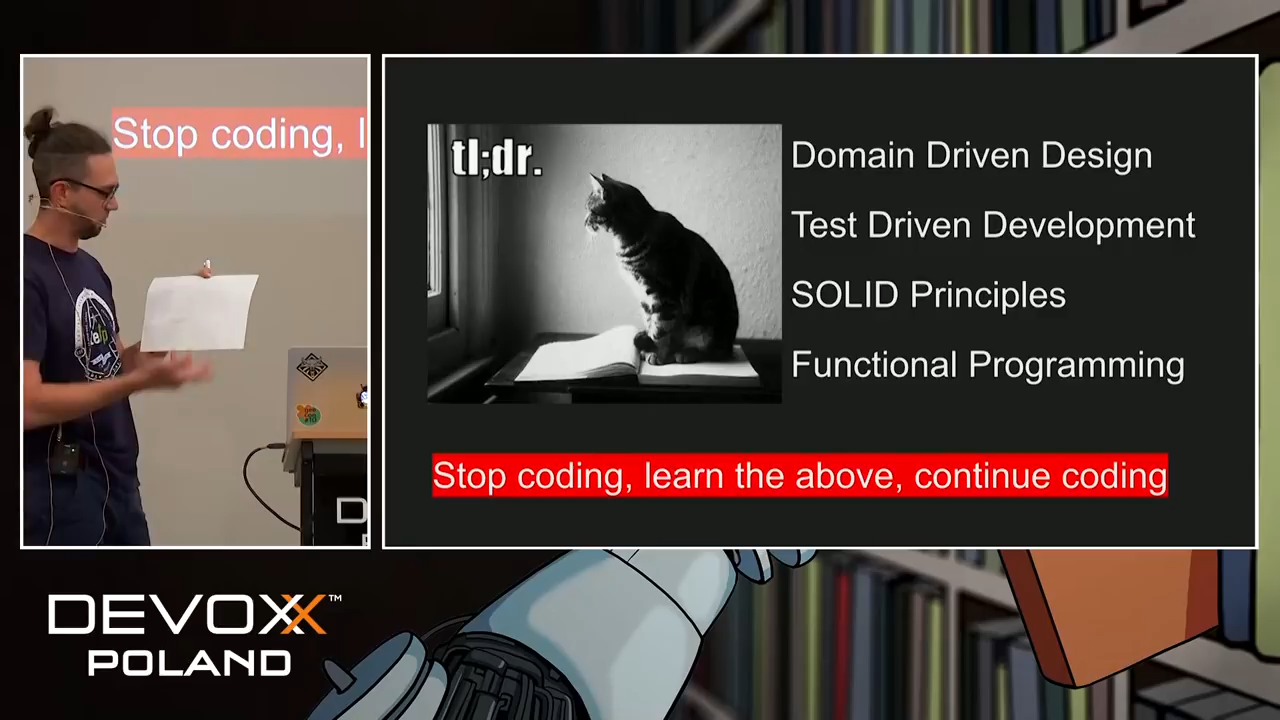 Stop coding, l
tl;dr.
Domain Driven Design
Test Driven Development
SOLID Principles
Functional Programming
Stop coding, learn the above, continue coding
D
DEVOXX™
POLAND